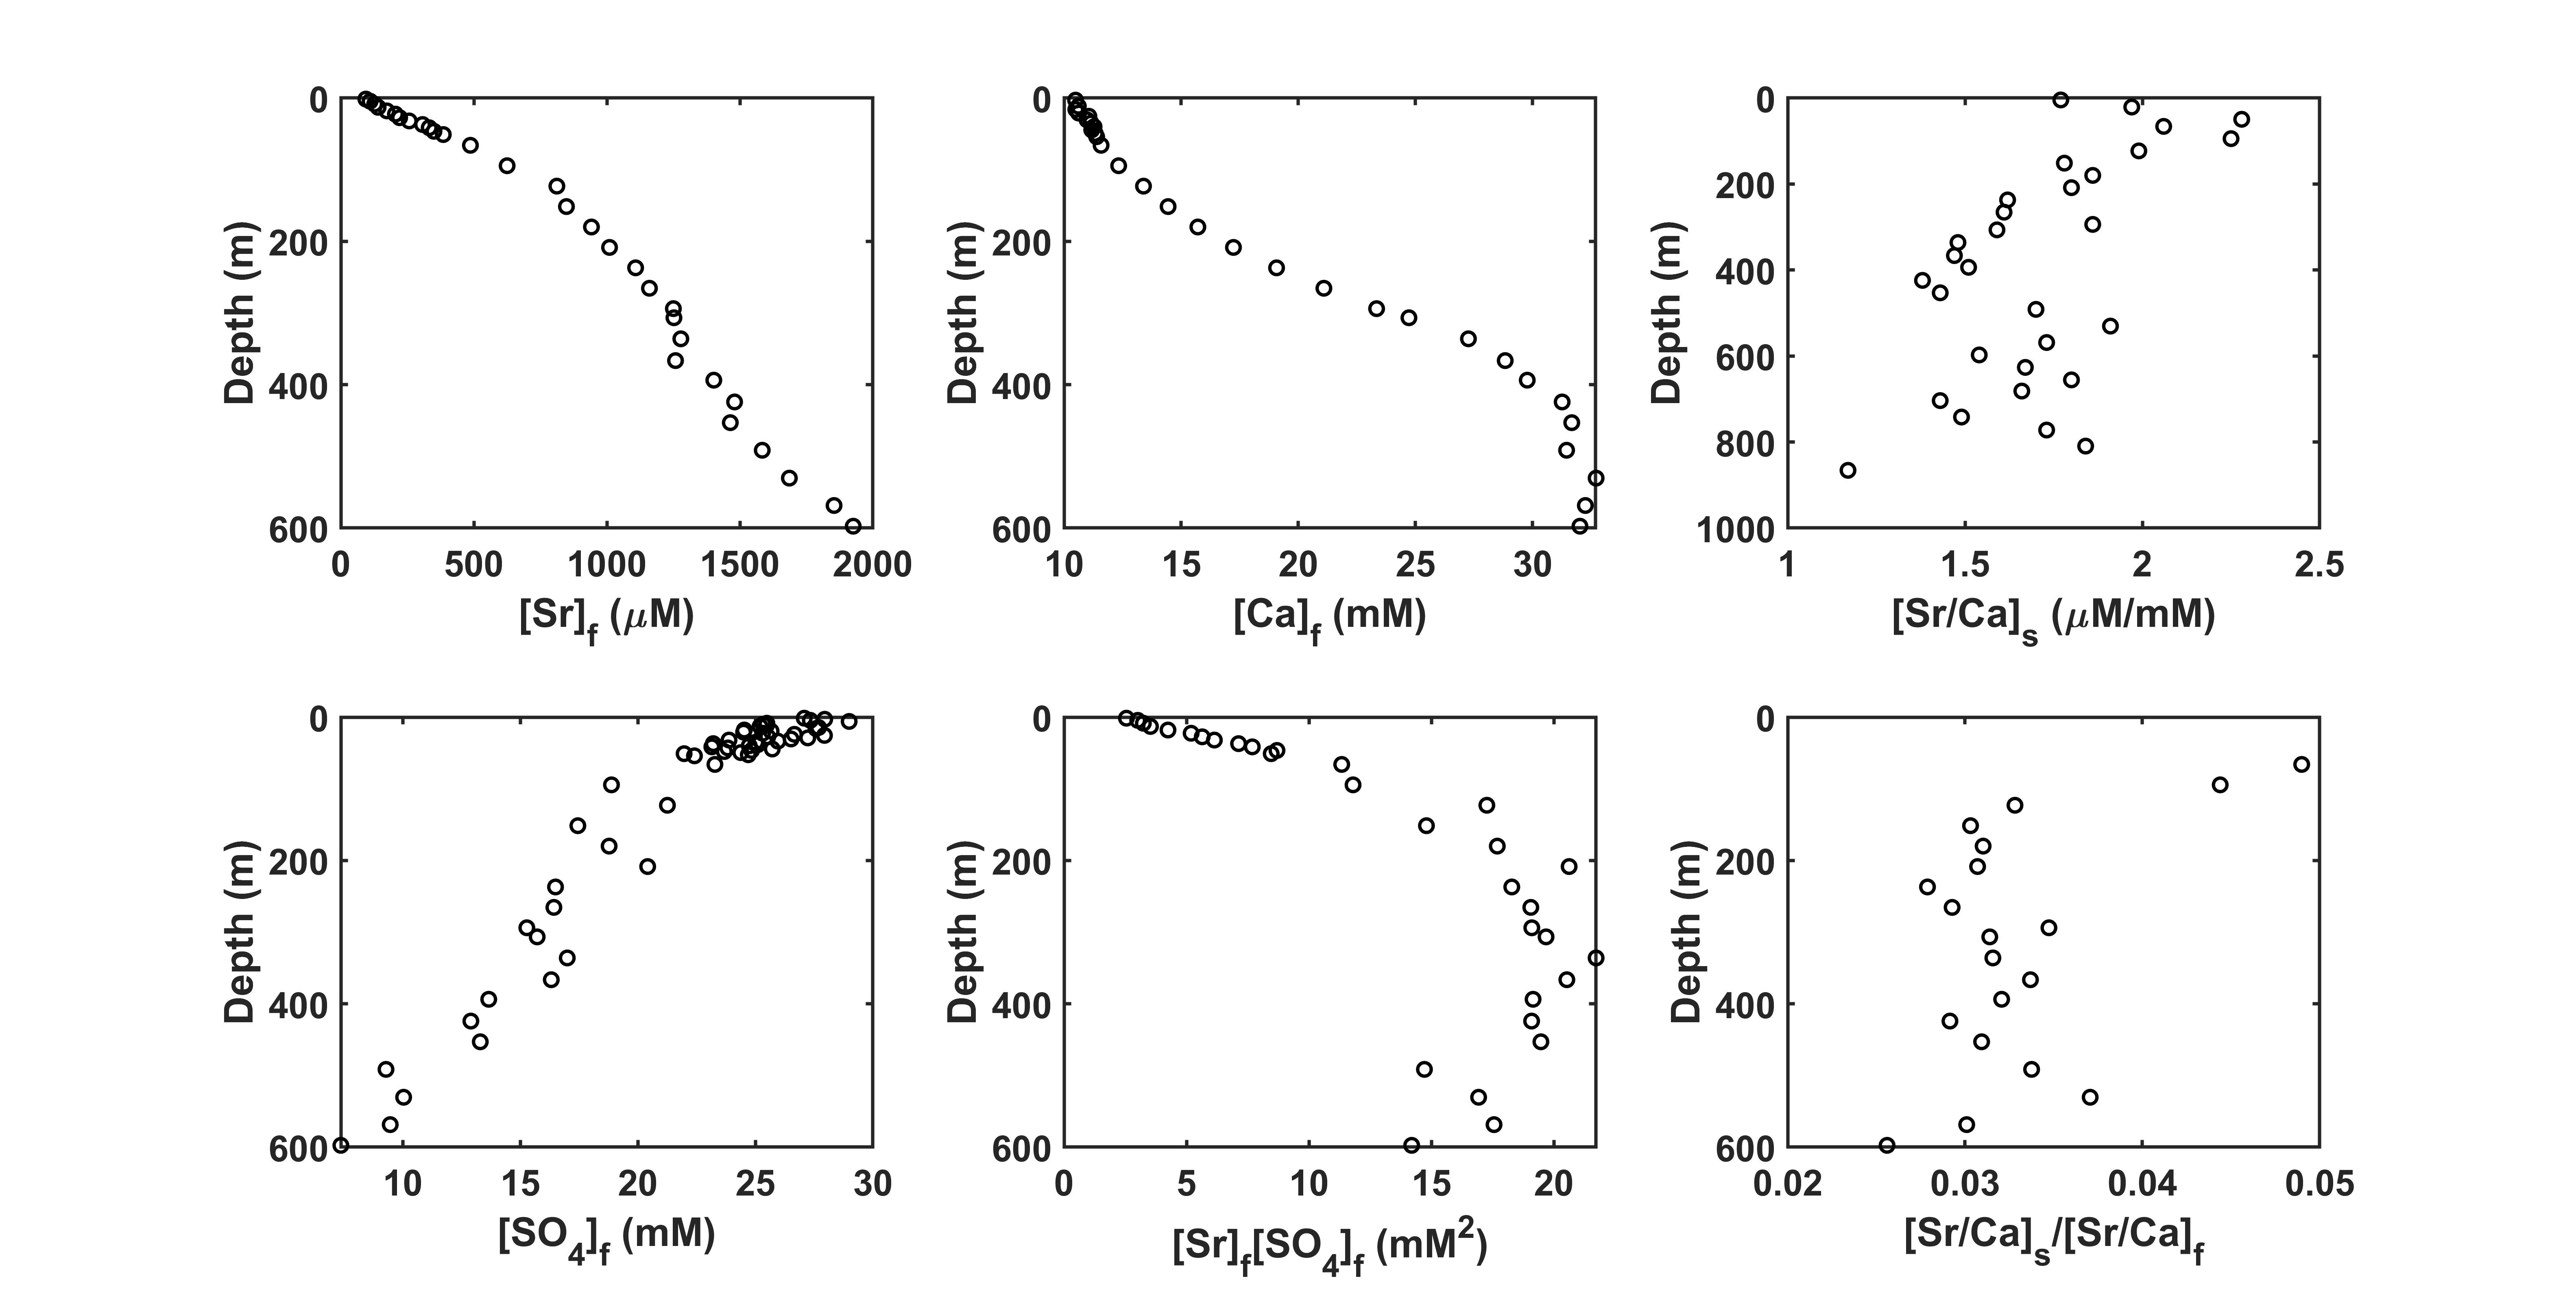 0
200
400
600
Depth (m)
0 500 1000 1500 2000
[Sr]f (μM)
0
200
400
600
Depth (m)
10 15 20 25 30
[Ca]f (mM)
0
200
400
600
800
1000
Depth (m)
1 1.5 2 2.5
[Sr/Ca]s (μM/mM)
0
200
400
600
Depth (m)
10 15 20 25 30
[SO4]f (mM)
0
200
400
600
Depth (m)
0 5 10 15 20
[Sr]f[SO4]f (mM²)
0
200
400
600
Depth (m)
0.02 0.03 0.04 0.05
[Sr/Ca]s/[Sr/Ca]f